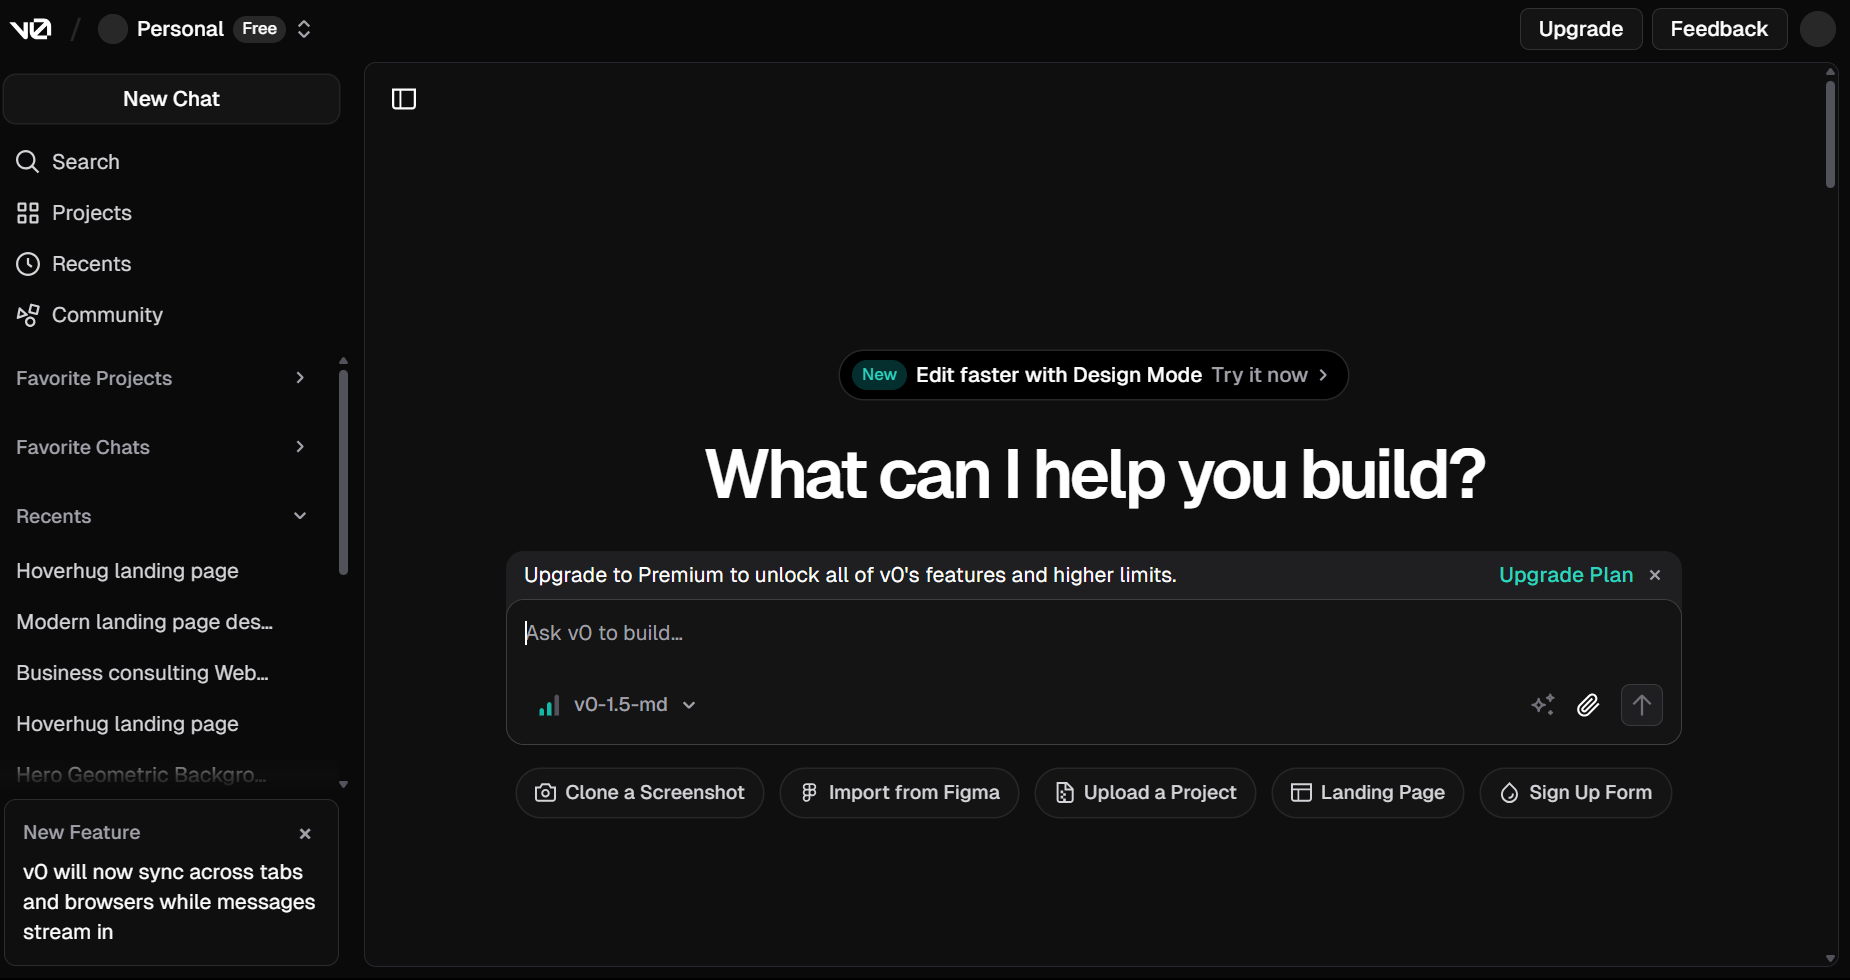 v0 / Personal Free
Upgrade Feedback
New Chat
Search
Projects
Recents
Community
Favorite Projects
Favorite Chats
Recents
Hoverhug landing page
Modern landing page des...
Business consulting Web...
Hoverhug landing page
Hero Geometric Backgro...
New Feature
v0 will now sync across tabs
and browsers while messages
stream in
New Edit faster with Design Mode Try it now
What can I help you build?
Upgrade to Premium to unlock all of v0's features and higher limits. Upgrade Plan
Ask v0 to build...
v0-1.5-md
Clone a Screenshot Import from Figma Upload a Project Landing Page Sign Up Form